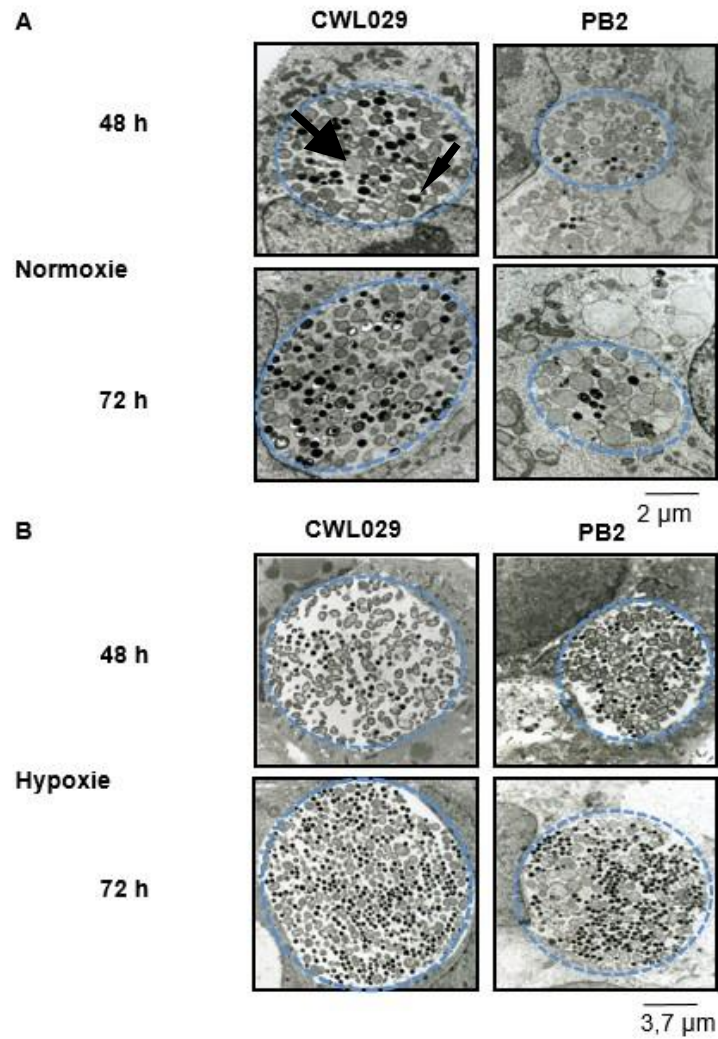 A
CWL029 PB2
48 h
Normoxie
72 h
2 µm
B
CWL029 PB2
48 h
Hypoxie
72 h
3,7 µm